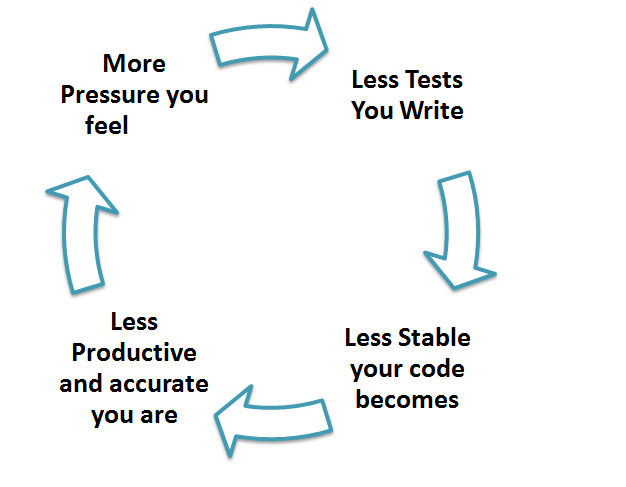 More
Pressure you
feel
Less Tests
You Write
Less Stable
your code
becomes
Less
Productive
and accurate
you are